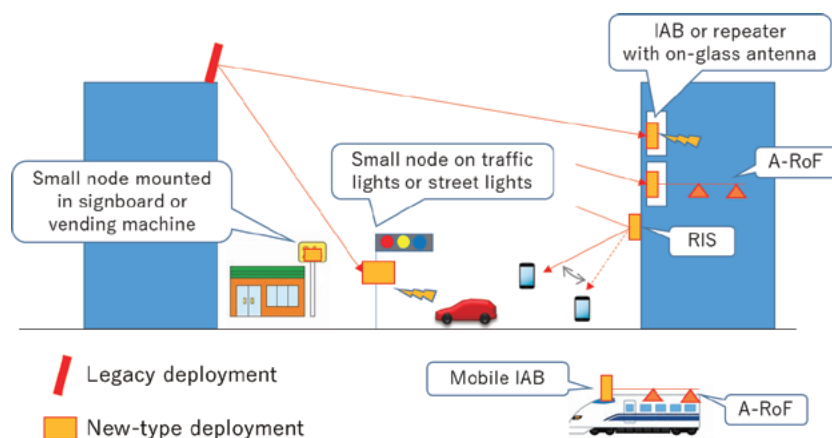 IAB or repeater
with on-glass antenna
A-RoF
Small node on traffic
lights or street lights
Small node mounted
in signboard or
vending machine
RIS
Legacy deployment
Mobile IAB
A-RoF
New-type deployment